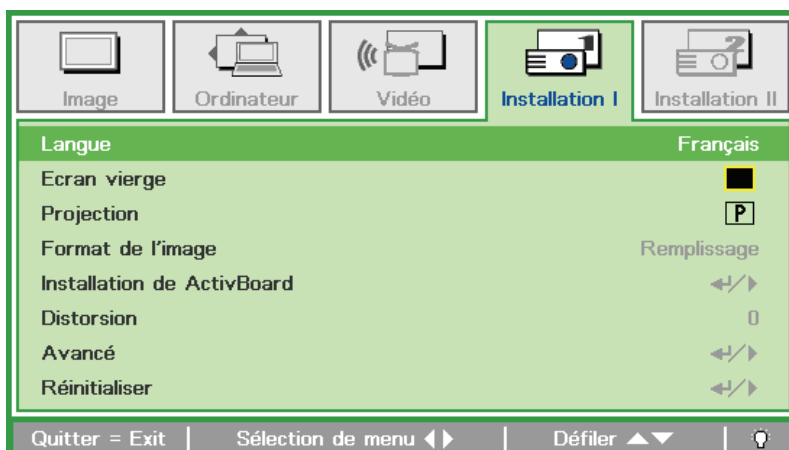 Image Ordinateur Vidéo Installation I Installation II
Langue Français
Ecran vierge
Projection P
Format de l'image Remplissage
Installation de ActivBoard
Distorsion 0
Avancé
Réinitialiser
Quitter = Exit Sélection de menu Défiler